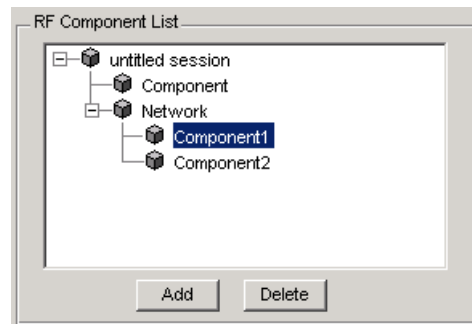 RF Component List
untitled session
Component
Network
Component1
Component2
Add Delete